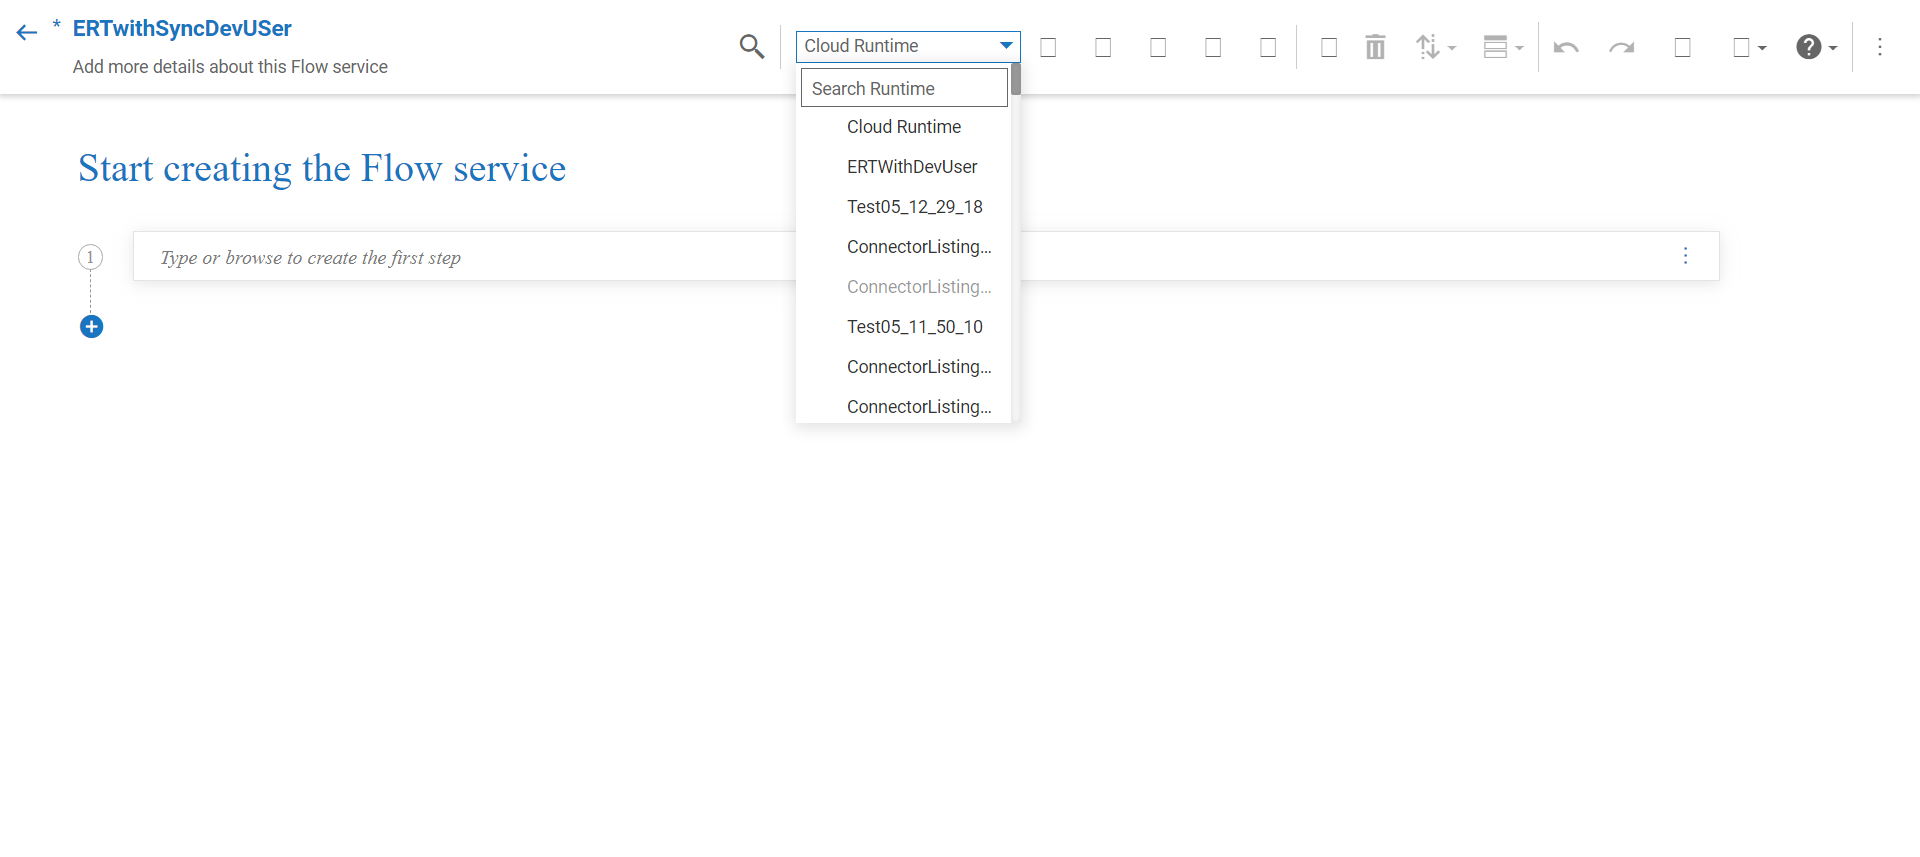 * ERTwithSyncDevUSer
Add more details about this Flow service
Cloud Runtime
Search Runtime
Cloud Runtime
ERTWithDevUser
Test05_12_29_18
ConnectorListing...
ConnectorListing...
Test05_11_50_10
ConnectorListing...
ConnectorListing...
Start creating the Flow service
1
Type or browse to create the first step